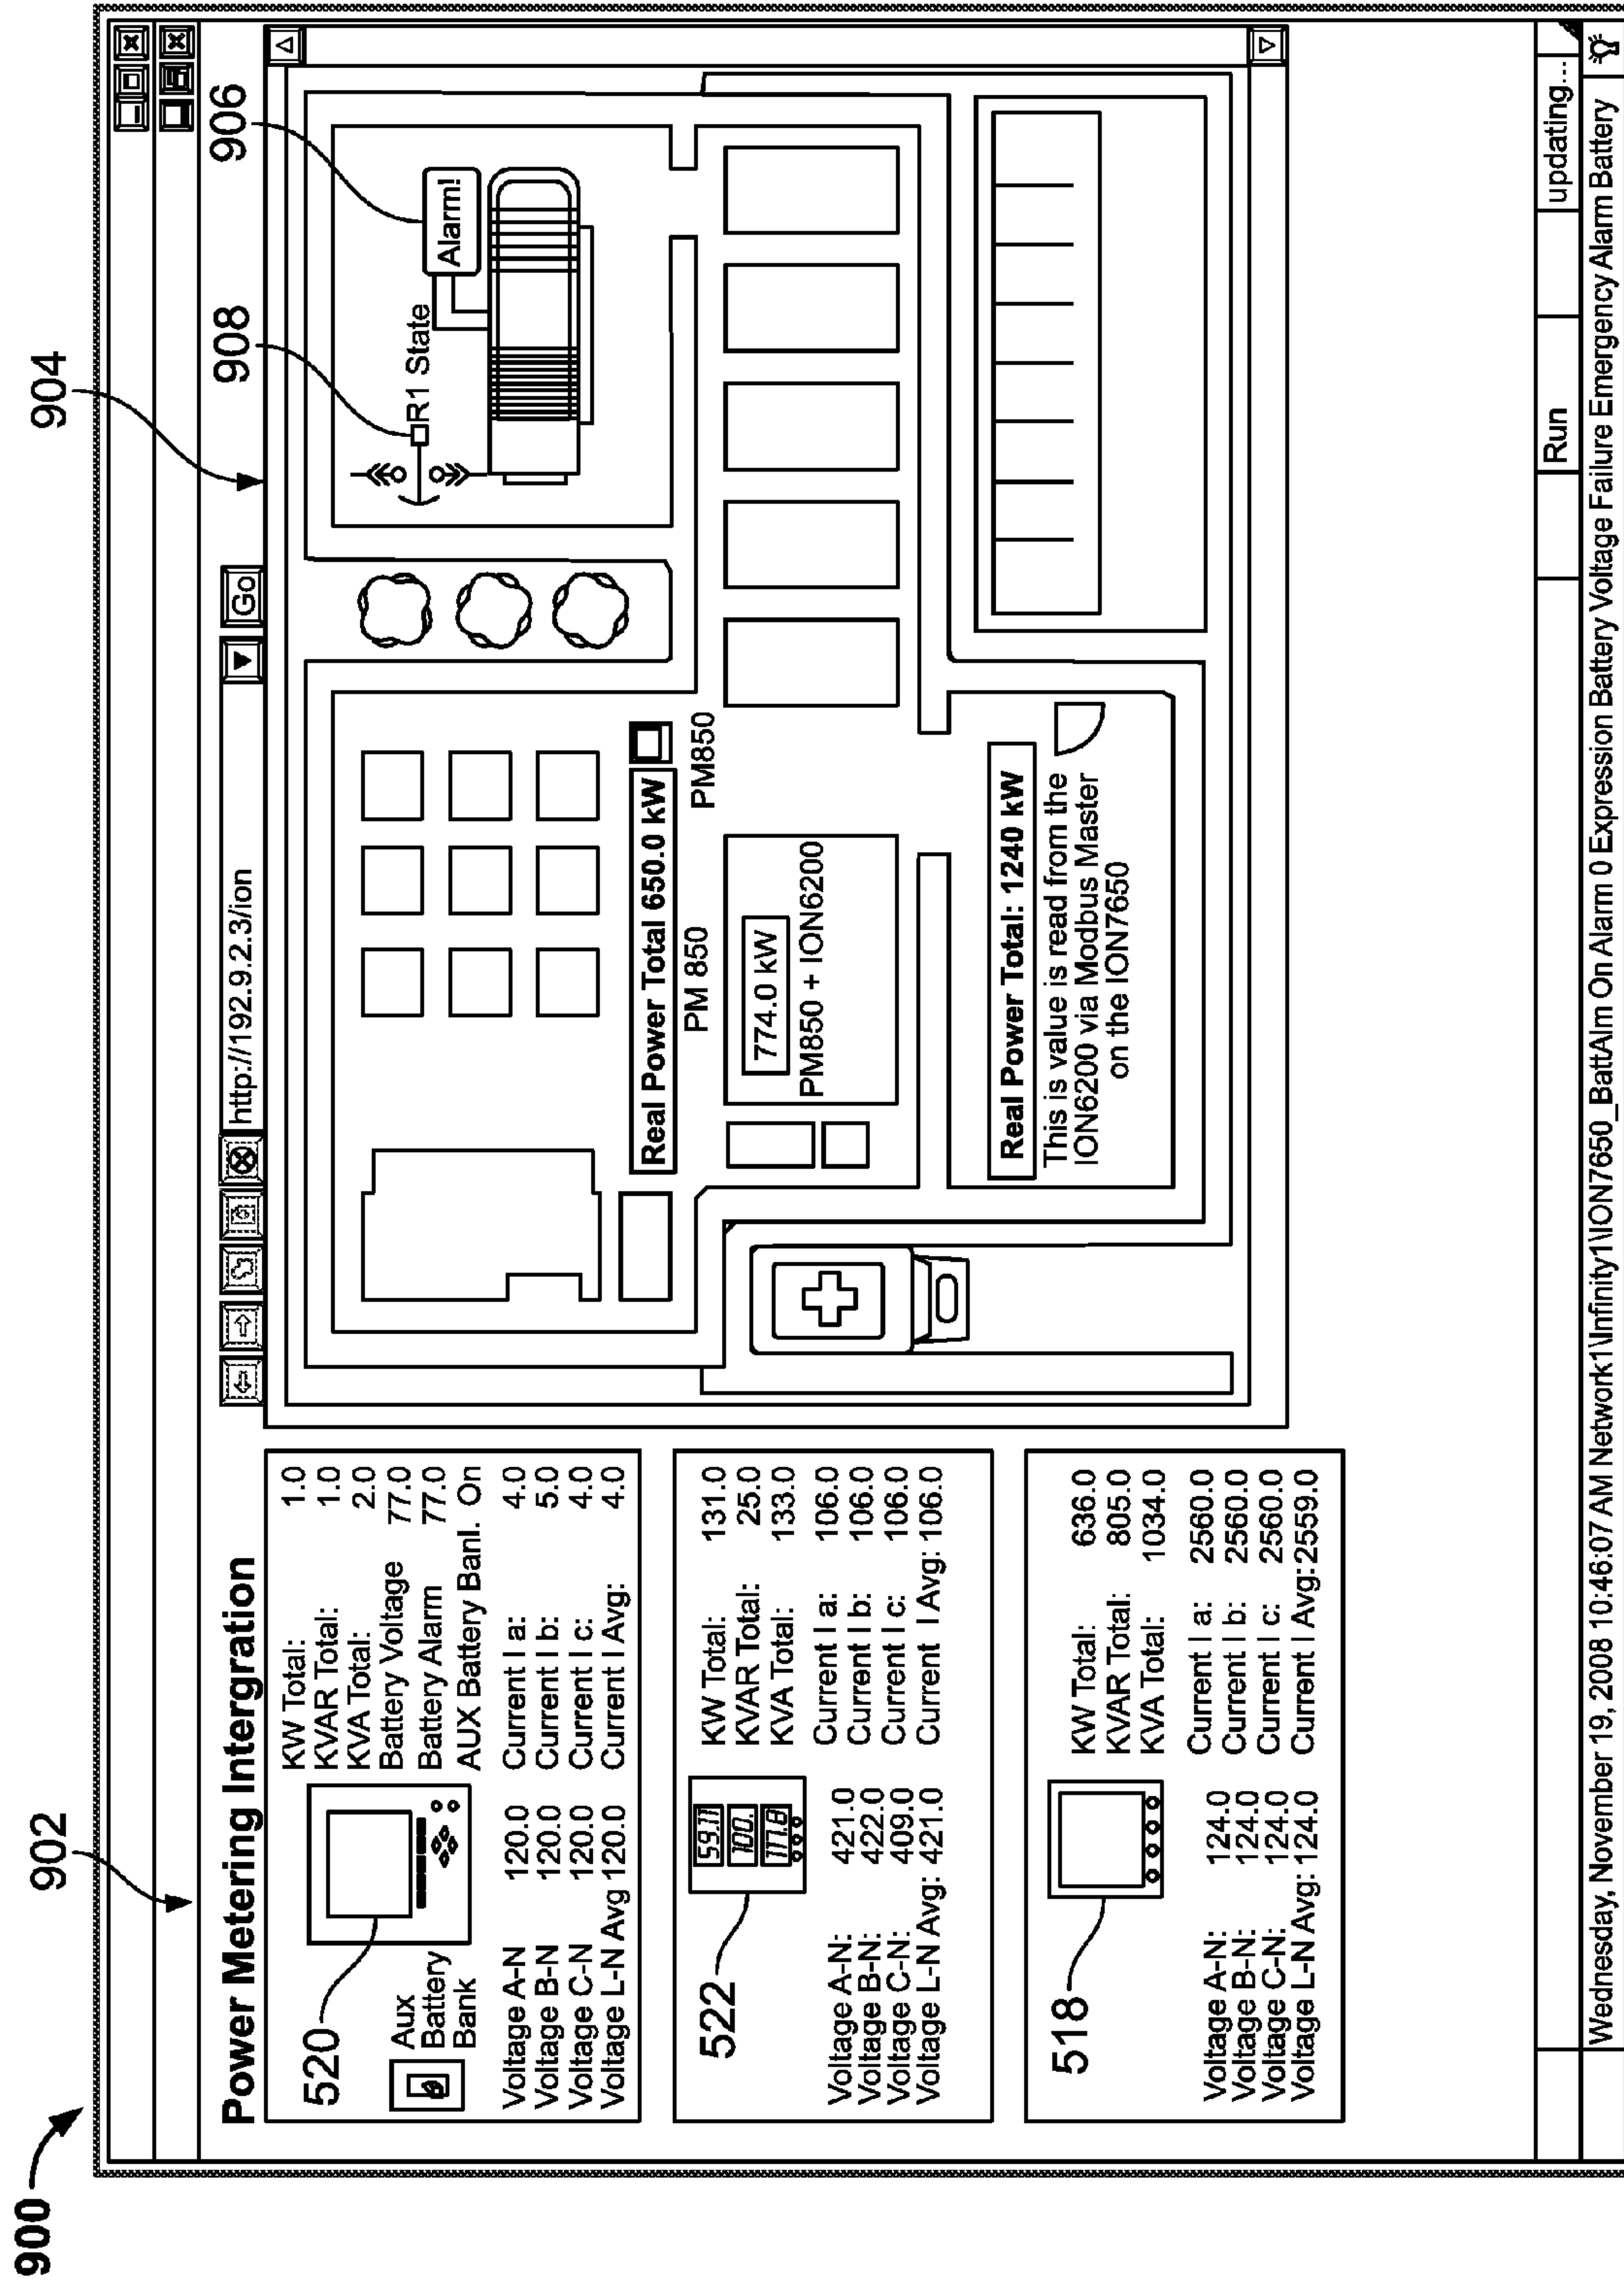 900
902
904
Power Metering Intergration
http://192.9.2.3/ion
Go
908
906
520
Aux
Battery
Bank
KW Total: 1.0
KVAR Total: 1.0
KVA Total: 2.0
Battery Voltage 77.0
Battery Alarm 77.0
AUX Battery Banl. On
Voltage A-N 120.0 Current I a: 4.0
Voltage B-N 120.0 Current I b: 5.0
Voltage C-N 120.0 Current I c: 4.0
Voltage L-N Avg 120.0 Current I Avg: 4.0
522
59.11
100.
117.8
KW Total: 131.0
KVAR Total: 25.0
KVA Total: 133.0
Voltage A-N: 421.0 Current I a: 106.0
Voltage B-N: 422.0 Current I b: 106.0
Voltage C-N: 409.0 Current I c: 106.0
Voltage L-N Avg: 421.0 Current I Avg: 106.0
518
KW Total: 636.0
KVAR Total: 805.0
KVA Total: 1034.0
Voltage A-N: 124.0 Current I a: 2560.0
Voltage B-N: 124.0 Current I b: 2560.0
Voltage C-N: 124.0 Current I c: 2560.0
Voltage L-N Avg: 124.0 Current I Avg: 2559.0
R1 State
Alarm!
Real Power Total 650.0 kW
PM 850
PM850
774.0 kW
PM850 + ION6200
Real Power Total: 1240 kW
This is value is read from the
ION6200 via Modbus Master
on the ION7650
Run
updating...
Wednesday, November 19, 2008 10:46:07 AM Network1\Infinity1\ION7650_BattAlm On Alarm 0 Expression Battery Voltage Failure Emergency Alarm Battery